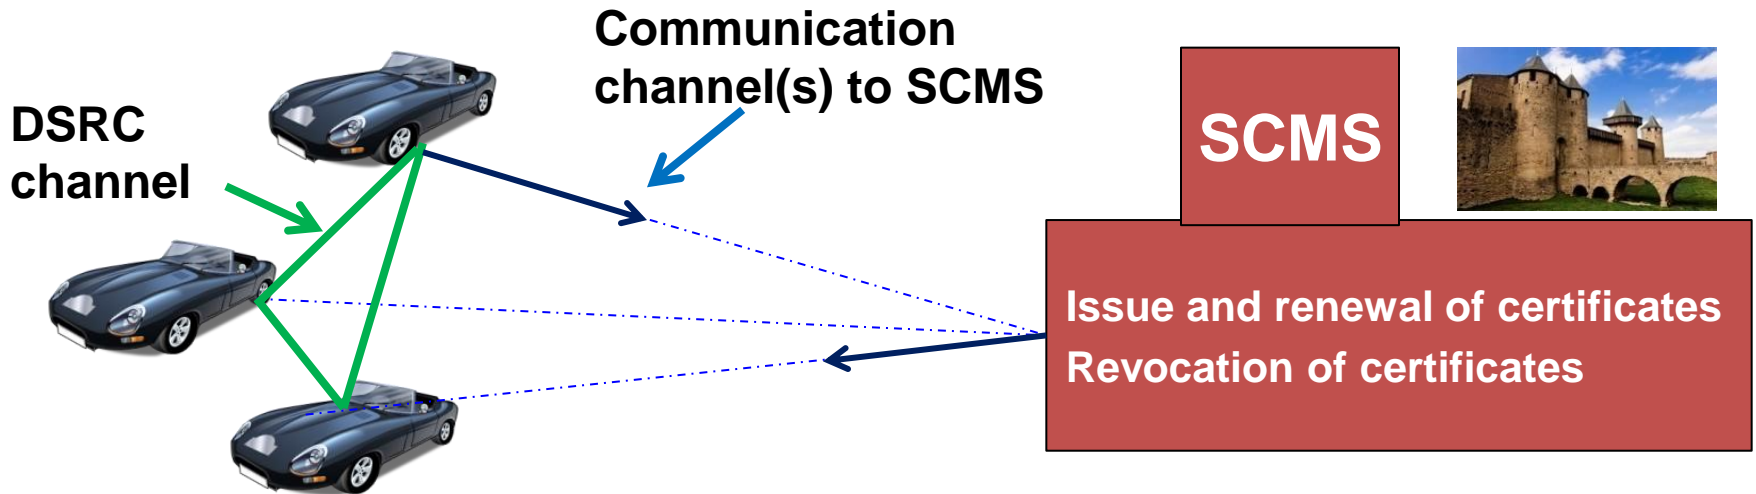 Communication
channel(s) to SCMS
DSRC
channel
SCMS
Issue and renewal of certificates
Revocation of certificates